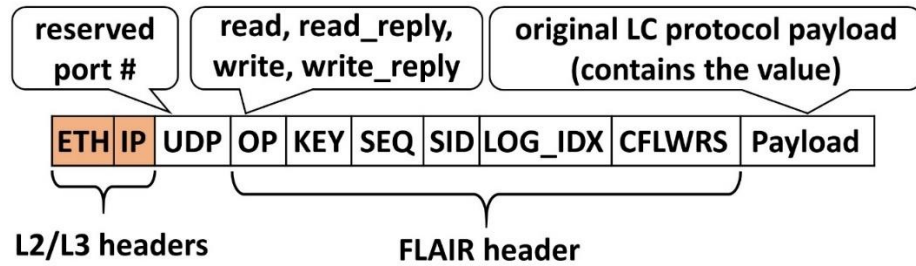 reserved
port #
read, read_reply,
write, write_reply
original LC protocol payload
(contains the value)
ETH IP UDP OP KEY SEQ SID LOG_IDX CFLWRS Payload
L2/L3 headers
FLAIR header